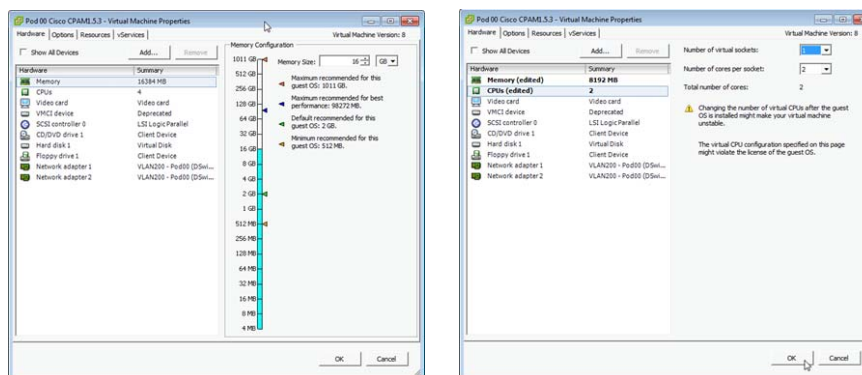 Pod 00 Cisco CPAM1.5.3 - Virtual Machine Properties
Hardware Options Resources vServices Virtual Machine Version: 8
Show All Devices Add... Remove
Hardware Summary
Memory 16384 MB
CPUs 4
Video card Video card
VMCI device Deprecated
SCSI controller 0 LSI Logic Parallel
CD/DVD drive 1 Client Device
Hard disk 1 Virtual Disk
Floppy drive 1 Client Device
Network adapter 1 VLAN200 - Pod00 (DSwi...
Network adapter 2 VLAN200 - Pod00 (DSwi...
Memory Configuration
1011 GB
512 GB
256 GB
128 GB
64 GB
32 GB
16 GB
8 GB
4 GB
2 GB
1 GB
512 MB
256 MB
128 MB
64 MB
32 MB
16 MB
8 MB
4 MB
Memory Size: 16 GB
Maximum recommended for this
guest OS: 1011 GB.
Maximum recommended for best
performance: 98272 MB.
Default recommended for this
guest OS: 2 GB.
Minimum recommended for this
guest OS: 512 MB.
OK Cancel
Pod 00 Cisco CPAM1.5.3 - Virtual Machine Properties
Hardware Options Resources vServices Virtual Machine Version: 8
Show All Devices Add... Remove
Hardware Summary
Memory (edited) 8192 MB
CPUs (edited) 2
Video card Video card
VMCI device Deprecated
SCSI controller 0 LSI Logic Parallel
CD/DVD drive 1 Client Device
Hard disk 1 Virtual Disk
Floppy drive 1 Client Device
Network adapter 1 VLAN200 - Pod00 (DSwi...
Network adapter 2 VLAN200 - Pod00 (DSwi...
Number of virtual sockets: 1
Number of cores per socket: 2
Total number of cores: 2
Changing the number of virtual CPUs after the guest
OS is installed might make your virtual machine
unstable.
The virtual CPU configuration specified on this page
might violate the license of the guest OS.
OK Cancel